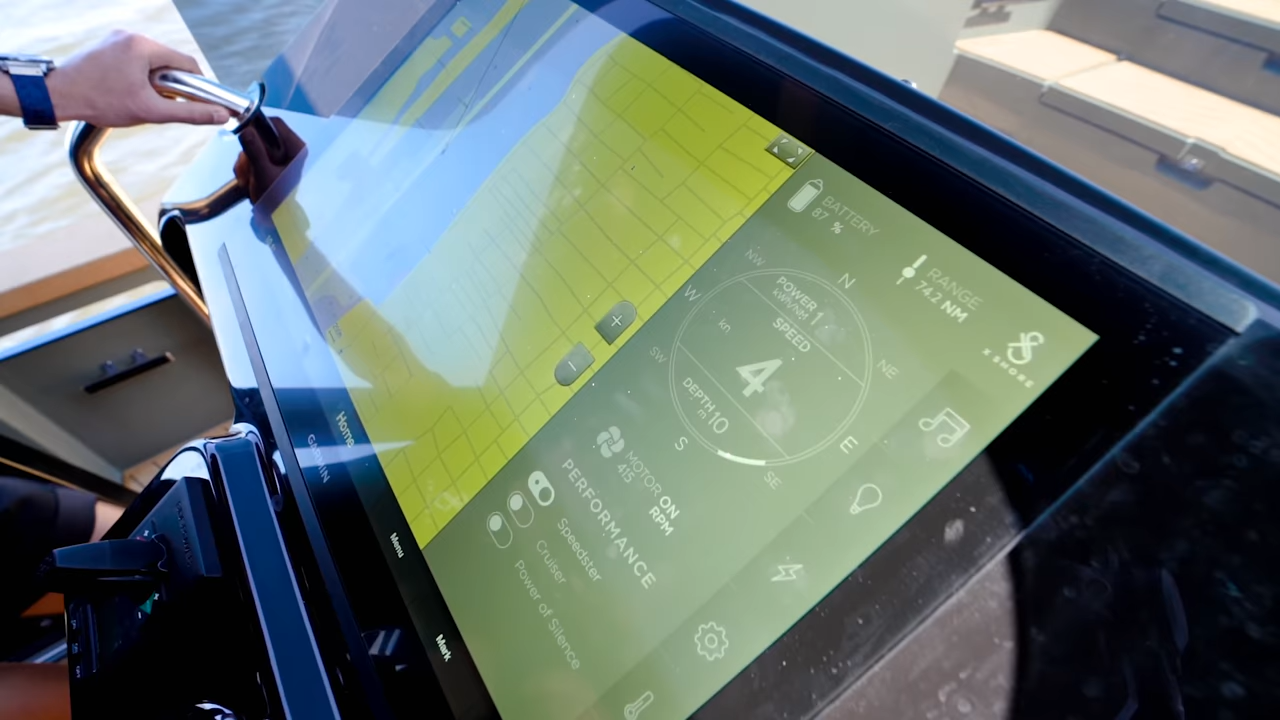 BATTERY
87 %
RANGE
74.2 NM
X SHORE
NW
N
NE
E
SE
S
SW
W
POWER 1
kW/NM
SPEED
kn
4
DEPTH 10
m
MOTOR ON
415 RPM
PERFORMANCE
Speedster
Cruiser
Power of Silence
+
−
Home
GARMIN
Menu
Mark